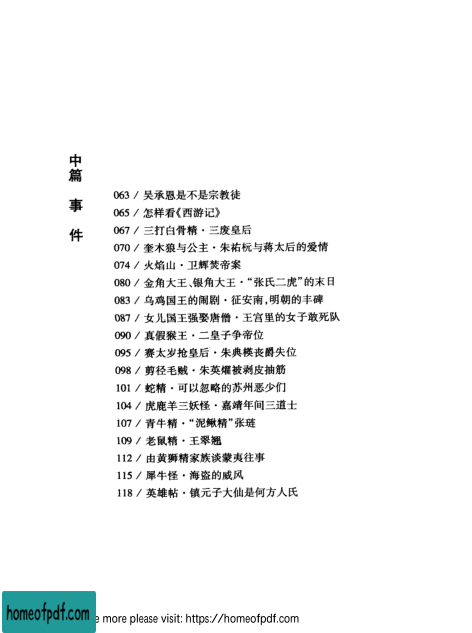 中篇 事件
063 / 吴承恩是不是宗教徒
065 / 怎样看《西游记》
067 / 三打白骨精·三废皇后
070 / 奎木狼与公主·朱祐杬与蒋太后的爱情
074 / 火焰山·卫辉焚帝案
080 / 金角大王、银角大王·“张氏二虎”的末日
083 / 乌鸡国王的闹剧·征安南,明朝的丰碑
087 / 女儿国王强娶唐僧·王宫里的女子敢死队
090 / 真假猴王·二皇子争帝位
095 / 赛太岁抢皇后·朱典楧丧爵失位
098 / 剪径毛贼·朱英㷿被剥皮抽筋
101 / 蛇精·可以忽略的苏州恶少们
104 / 虎鹿羊三妖怪·嘉靖年间三道士
107 / 青牛精·“泥鳅精”张琏
109 / 老鼠精·王翠翘
112 / 由黄狮精家族谈蒙夷往事
115 / 犀牛怪·海盗的威风
118 / 英雄帖·镇元子大仙是何方人氏
homeofpdf.com
e more please visit: https://homeofpdf.com